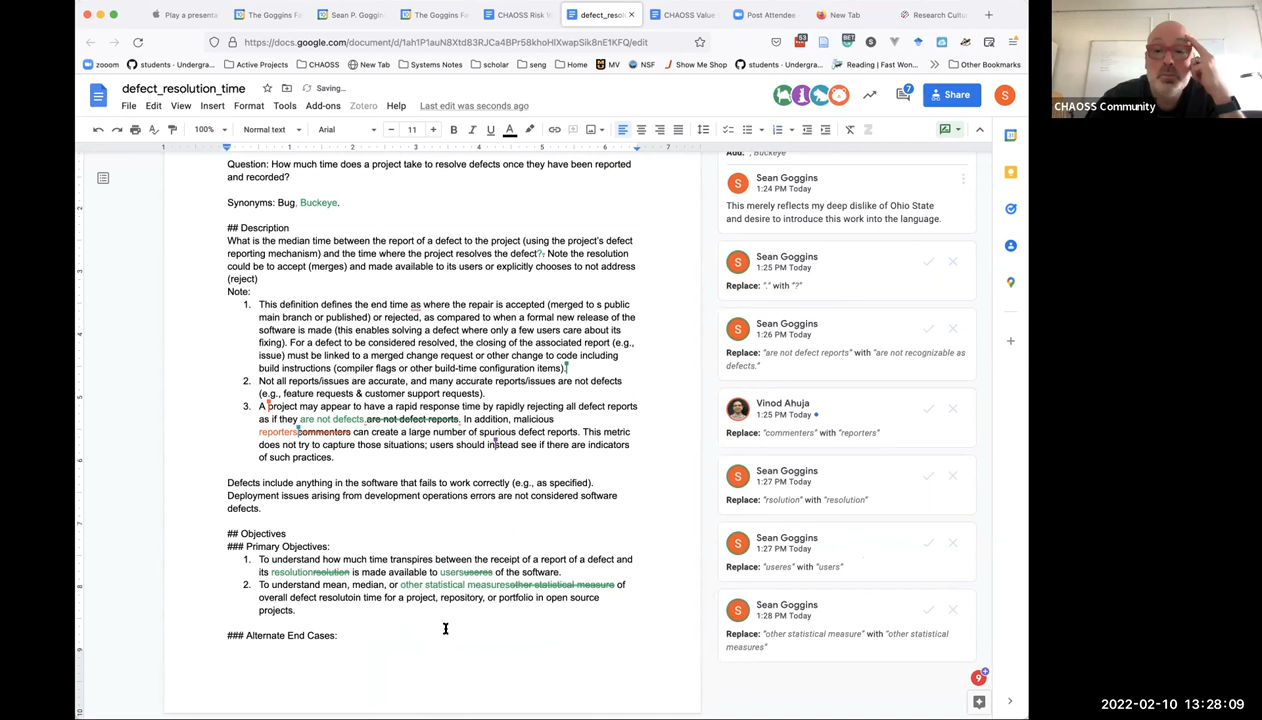 Play a presenta
The Goggins Fa
Sean P. Goggin
The Goggins Fa
CHAOSS Risk W
defect_resolu
CHAOSS Value
Post Attendee
New Tab
Research Cultu
https://docs.google.com/document/d/1ah1P1auN8Xtd83RJCa4BPr58khoHIXwapSik8nE1KFQ/edit
53
zooom
students - Undergra...
Active Projects
CHAOSS
New Tab
Systems Notes
scholar
seng
Home
MV
NSF
Show Me Shop
students - Undergra...
Reading (Fast Won...
Other Bookmarks
defect_resolution_time
Saving...
File Edit View Insert Format Tools Add-ons Zotero Help Last edit was seconds ago
7
Share
S
100%
Normal text
Arial
11
B I U A
1 1 2 3 4 5 6 7
Question: How much time does a project take to resolve defects once they have been reported
and recorded?
Synonyms: Bug, Buckeye.
## Description
What is the median time between the report of a defect to the project (using the project's defect
reporting mechanism) and the time where the project resolves the defect?. Note the resolution
could be to accept (merges) and made available to its users or explicitly chooses to not address
(reject)
Note:
1. This definition defines the end time as where the repair is accepted (merged to s public
main branch or published) or rejected, as compared to when a formal new release of the
software is made (this enables solving a defect where only a few users care about its
fixing). For a defect to be considered resolved, the closing of the associated report (e.g.,
issue) must be linked to a merged change request or other change to code including
build instructions (compiler flags or other build-time configuration items).
2. Not all reports/issues are accurate, and many accurate reports/issues are not defects
(e.g., feature requests & customer support requests).
3. A project may appear to have a rapid response time by rapidly rejecting all defect reports
as if they are not defects.are not defect reports. In addition, malicious
reporterscommenters can create a large number of spurious defect reports. This metric
does not try to capture those situations; users should instead see if there are indicators
of such practices.
Defects include anything in the software that fails to work correctly (e.g., as specified).
Deployment issues arising from development operations errors are not considered software
defects.
## Objectives
### Primary Objectives:
1. To understand how much time transpires between the receipt of a report of a defect and
its resolutionrsolution is made available to usersuseres of the software.
2. To understand mean, median, or other statistical measuresother statistical measure of
overall defect resolutoin time for a project, repository, or portfolio in open source
projects.
### Alternate End Cases:
Add: ", Buckeye"
S
Sean Goggins
1:24 PM Today
This merely reflects my deep dislike of Ohio State
and desire to introduce this work into the language.
S
Sean Goggins
1:25 PM Today
Replace: "." with "?"
S
Sean Goggins
1:26 PM Today
Replace: "are not defect reports" with "are not recognizable as
defects."
Vinod Ahuja
1:25 PM Today
Replace: "commenters" with "reporters"
S
Sean Goggins
1:27 PM Today
Replace: "rsolution" with "resolution"
S
Sean Goggins
1:27 PM Today
Replace: "useres" with "users"
S
Sean Goggins
1:28 PM Today
Replace: "other statistical measure" with "other statistical
measures"
9
CHAOSS Community
2022-02-10 13:28:09